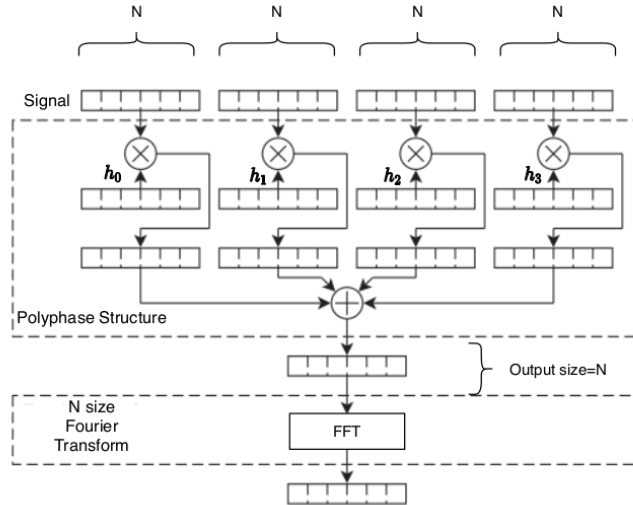 N N N N
Signal
h₀ h₁ h₂ h₃
Polyphase Structure
Output size=N
N size
Fourier
Transform
FFT